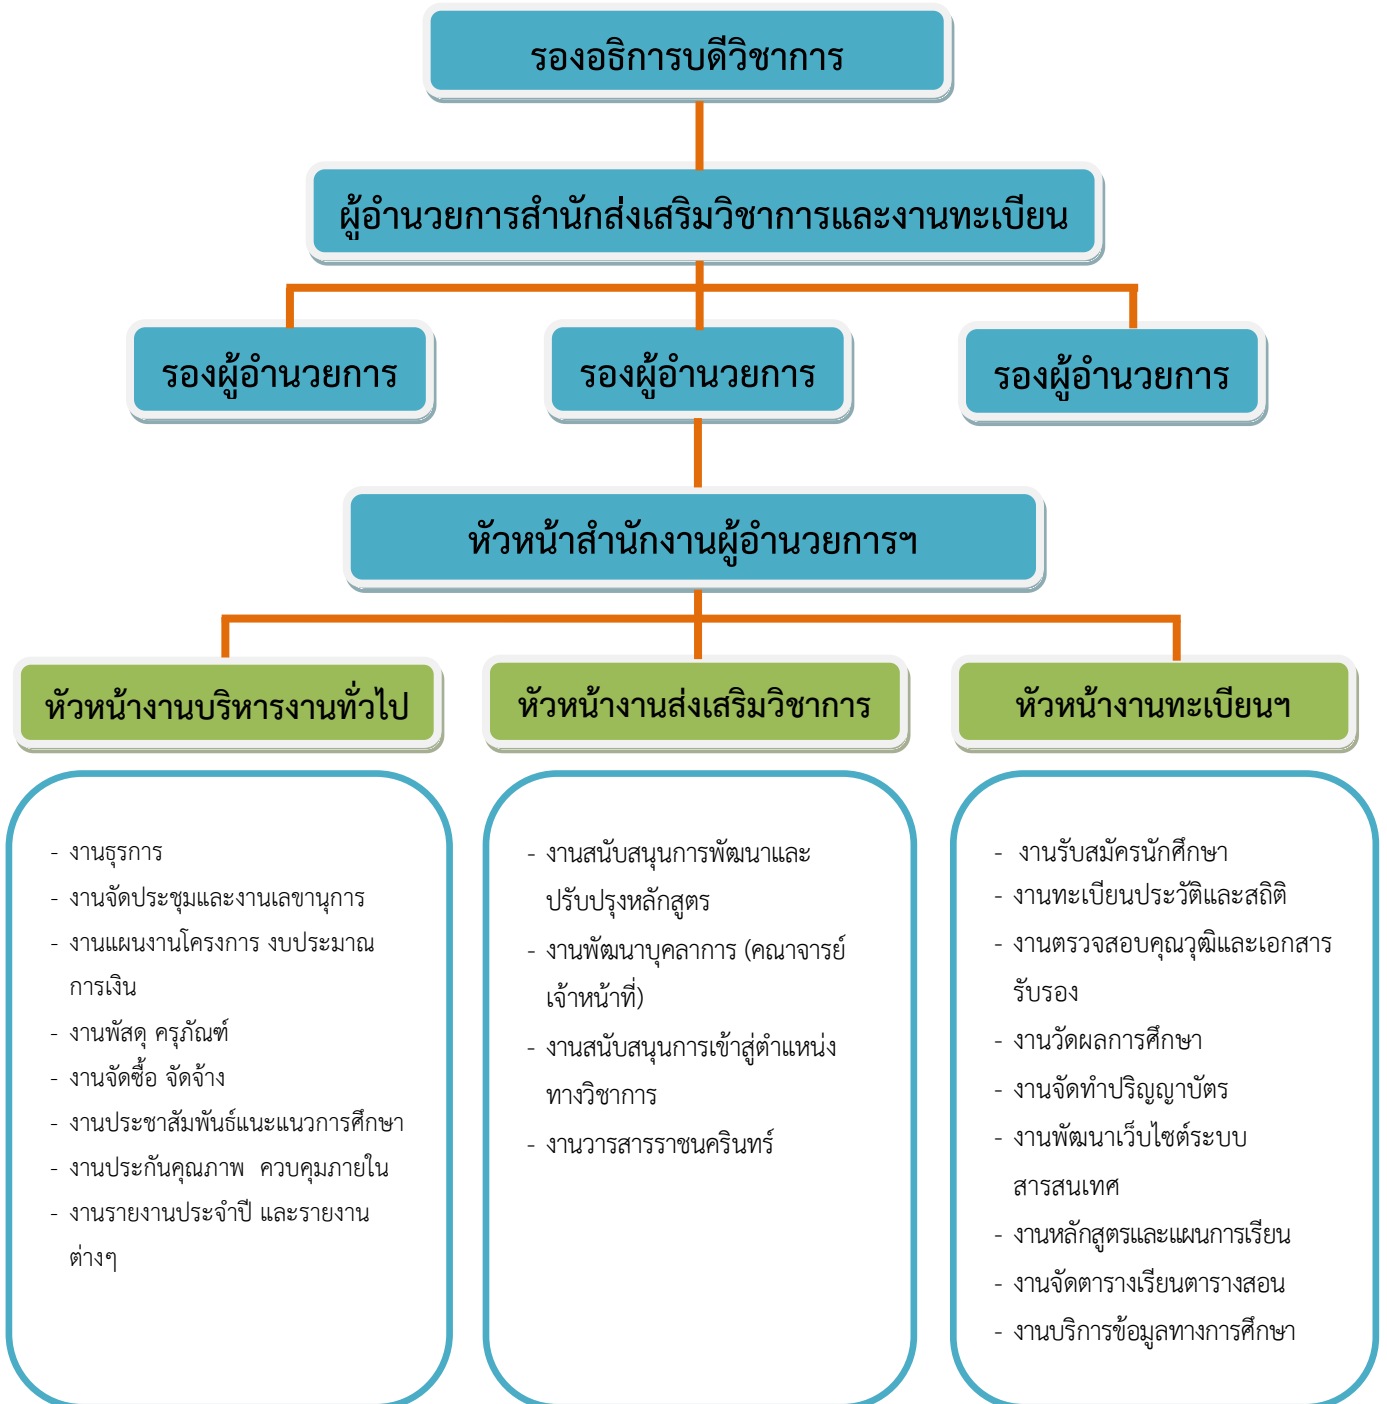 รองอธิการบดีวิชาการ
ผู้อำนวยการสำนักส่งเสริมวิชาการและงานทะเบียน
รองผู้อำนวยการ
รองผู้อำนวยการ
รองผู้อำนวยการ
หัวหน้าสำนักงานผู้อำนวยการฯ
หัวหน้างานบริหารงานทั่วไป
- งานธุรการ
- งานจัดประชุมและงานเลขานุการ
- งานแผนงานโครงการ งบประมาณ
การเงิน
- งานพัสดุ ครุภัณฑ์
- งานจัดซื้อ จัดจ้าง
- งานประชาสัมพันธ์แนะแนวการศึกษา
- งานประกันคุณภาพ ควบคุมภายใน
- งานรายงานประจำปี และรายงาน
ต่างๆ
หัวหน้างานส่งเสริมวิชาการ
- งานสนับสนุนการพัฒนาและ
ปรับปรุงหลักสูตร
- งานพัฒนาบุคลาการ (คณาจารย์
เจ้าหน้าที่)
- งานสนับสนุนการเข้าสู่ตำแหน่ง
ทางวิชาการ
- งานวารสารราชนครินทร์
หัวหน้างานทะเบียนฯ
- งานรับสมัครนักศึกษา
- งานทะเบียนประวัติและสถิติ
- งานตรวจสอบคุณวุฒิและเอกสาร
รับรอง
- งานวัดผลการศึกษา
- งานจัดทำปริญญาบัตร
- งานพัฒนาเว็บไซต์ระบบ
สารสนเทศ
- งานหลักสูตรและแผนการเรียน
- งานจัดตารางเรียนตารางสอน
- งานบริการข้อมูลทางการศึกษา